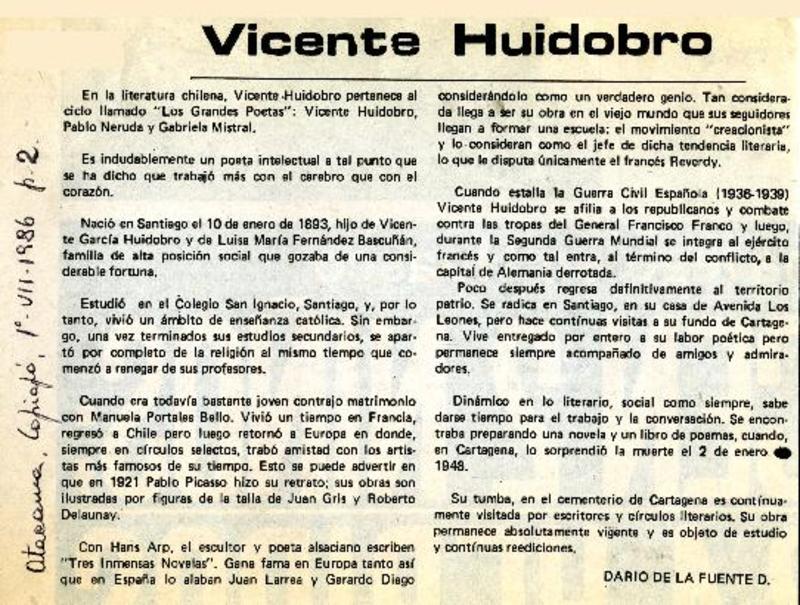 Vicente Huidobro
En la literatura chilena, Vicente Huidobro pertenece al
ciclo llamado "Los Grandes Poetas": Vicente Huidobro,
Pablo Neruda y Gabriela Mistral.
Es indudablemente un poeta intelectual a tal punto que
se ha dicho que trabajó más con el cerebro que con el
corazón.
Nació en Santiago el 10 de enero de 1893, hijo de Vicen-
te García Huidobro y de Luisa María Fernández Bascuñán,
familia de alta posición social que gozaba de una consi-
derable fortuna.
Estudió en el Colegio San Ignacio, Santiago, y, por lo
tanto, vivió un ámbito de enseñanza católica. Sin embar-
go, una vez terminados sus estudios secundarios, se apar-
tó por completo de la religión al mismo tiempo que co-
menzó a renegar de sus profesores.
Cuando era todavía bastante joven contrajo matrimonio
con Manuela Portales Bello. Vivió un tiempo en Francia,
regresó a Chile pero luego retornó a Europa en donde,
siempre en círculos selectos, trabó amistad con los artis-
tas más famosos de su tiempo. Esto se puede advertir en
que en 1921 Pablo Picasso hizo su retrato; sus obras son
ilustradas por figuras de la talla de Juan Gris y Roberto
Delaunay.
Con Hans Arp, el escultor y poeta alsaciano escriben
"Tres Inmensas Novelas". Gana fama en Europa tanto así
que en España lo alaban Juan Larrea y Gerardo Diego
considerándolo como un verdadero genio. Tan considera-
da llega a ser su obra en el viejo mundo que sus seguidores
llegan a formar una escuela: el movimiento "creacionista"
y lo consideran como el jefe de dicha tendencia literaria,
lo que le disputa únicamente el francés Reverdy.
Cuando estalla la Guerra Civil Española (1936-1939)
Vicente Huidobro se afilia a los republicanos y combate
contra las tropas del General Francisco Franco y luego,
durante la Segunda Guerra Mundial se integra al ejército
francés y como tal entra, al término del conflicto, a la
capital de Alemania derrotada.
Poco después regresa definitivamente al territorio
patrio. Se radica en Santiago, en su casa de Avenida Los
Leones, pero hace contínuas visitas a su fundo de Cartage-
na. Vive entregado por entero a su labor poética pero
permanece siempre acompañado de amigos y admira-
dores.
Dinámico en lo literario, social como siempre, sabe
darse tiempo para el trabajo y la conversación. Se encon-
traba preparando una novela y un libro de poemas, cuando,
en Cartagena, lo sorprendió la muerte el 2 de enero
1948.
Su tumba, en el cementerio de Cartagena es contínua-
mente visitada por escritores y círculos literarios. Su obra
permanece absolutamente vigente y es objeto de estudio
y contínuas reediciones.
DARIO DE LA FUENTE D.
Atacama, Copiapó, 1°-VII-1986 p. 2.